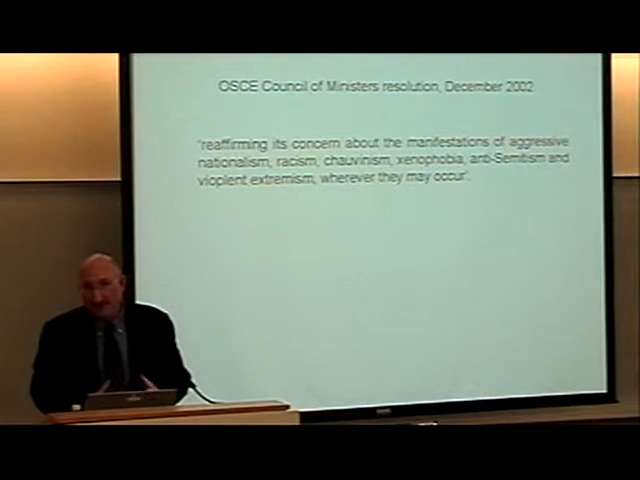 OSCE Council of Ministers resolution, December 2002
'reaffirming its concern about the manifestations of aggressive
nationalism, racism, chauvinism, xenophobia, anti-Semitism and
vioplent extremism, wherever they may occur'.